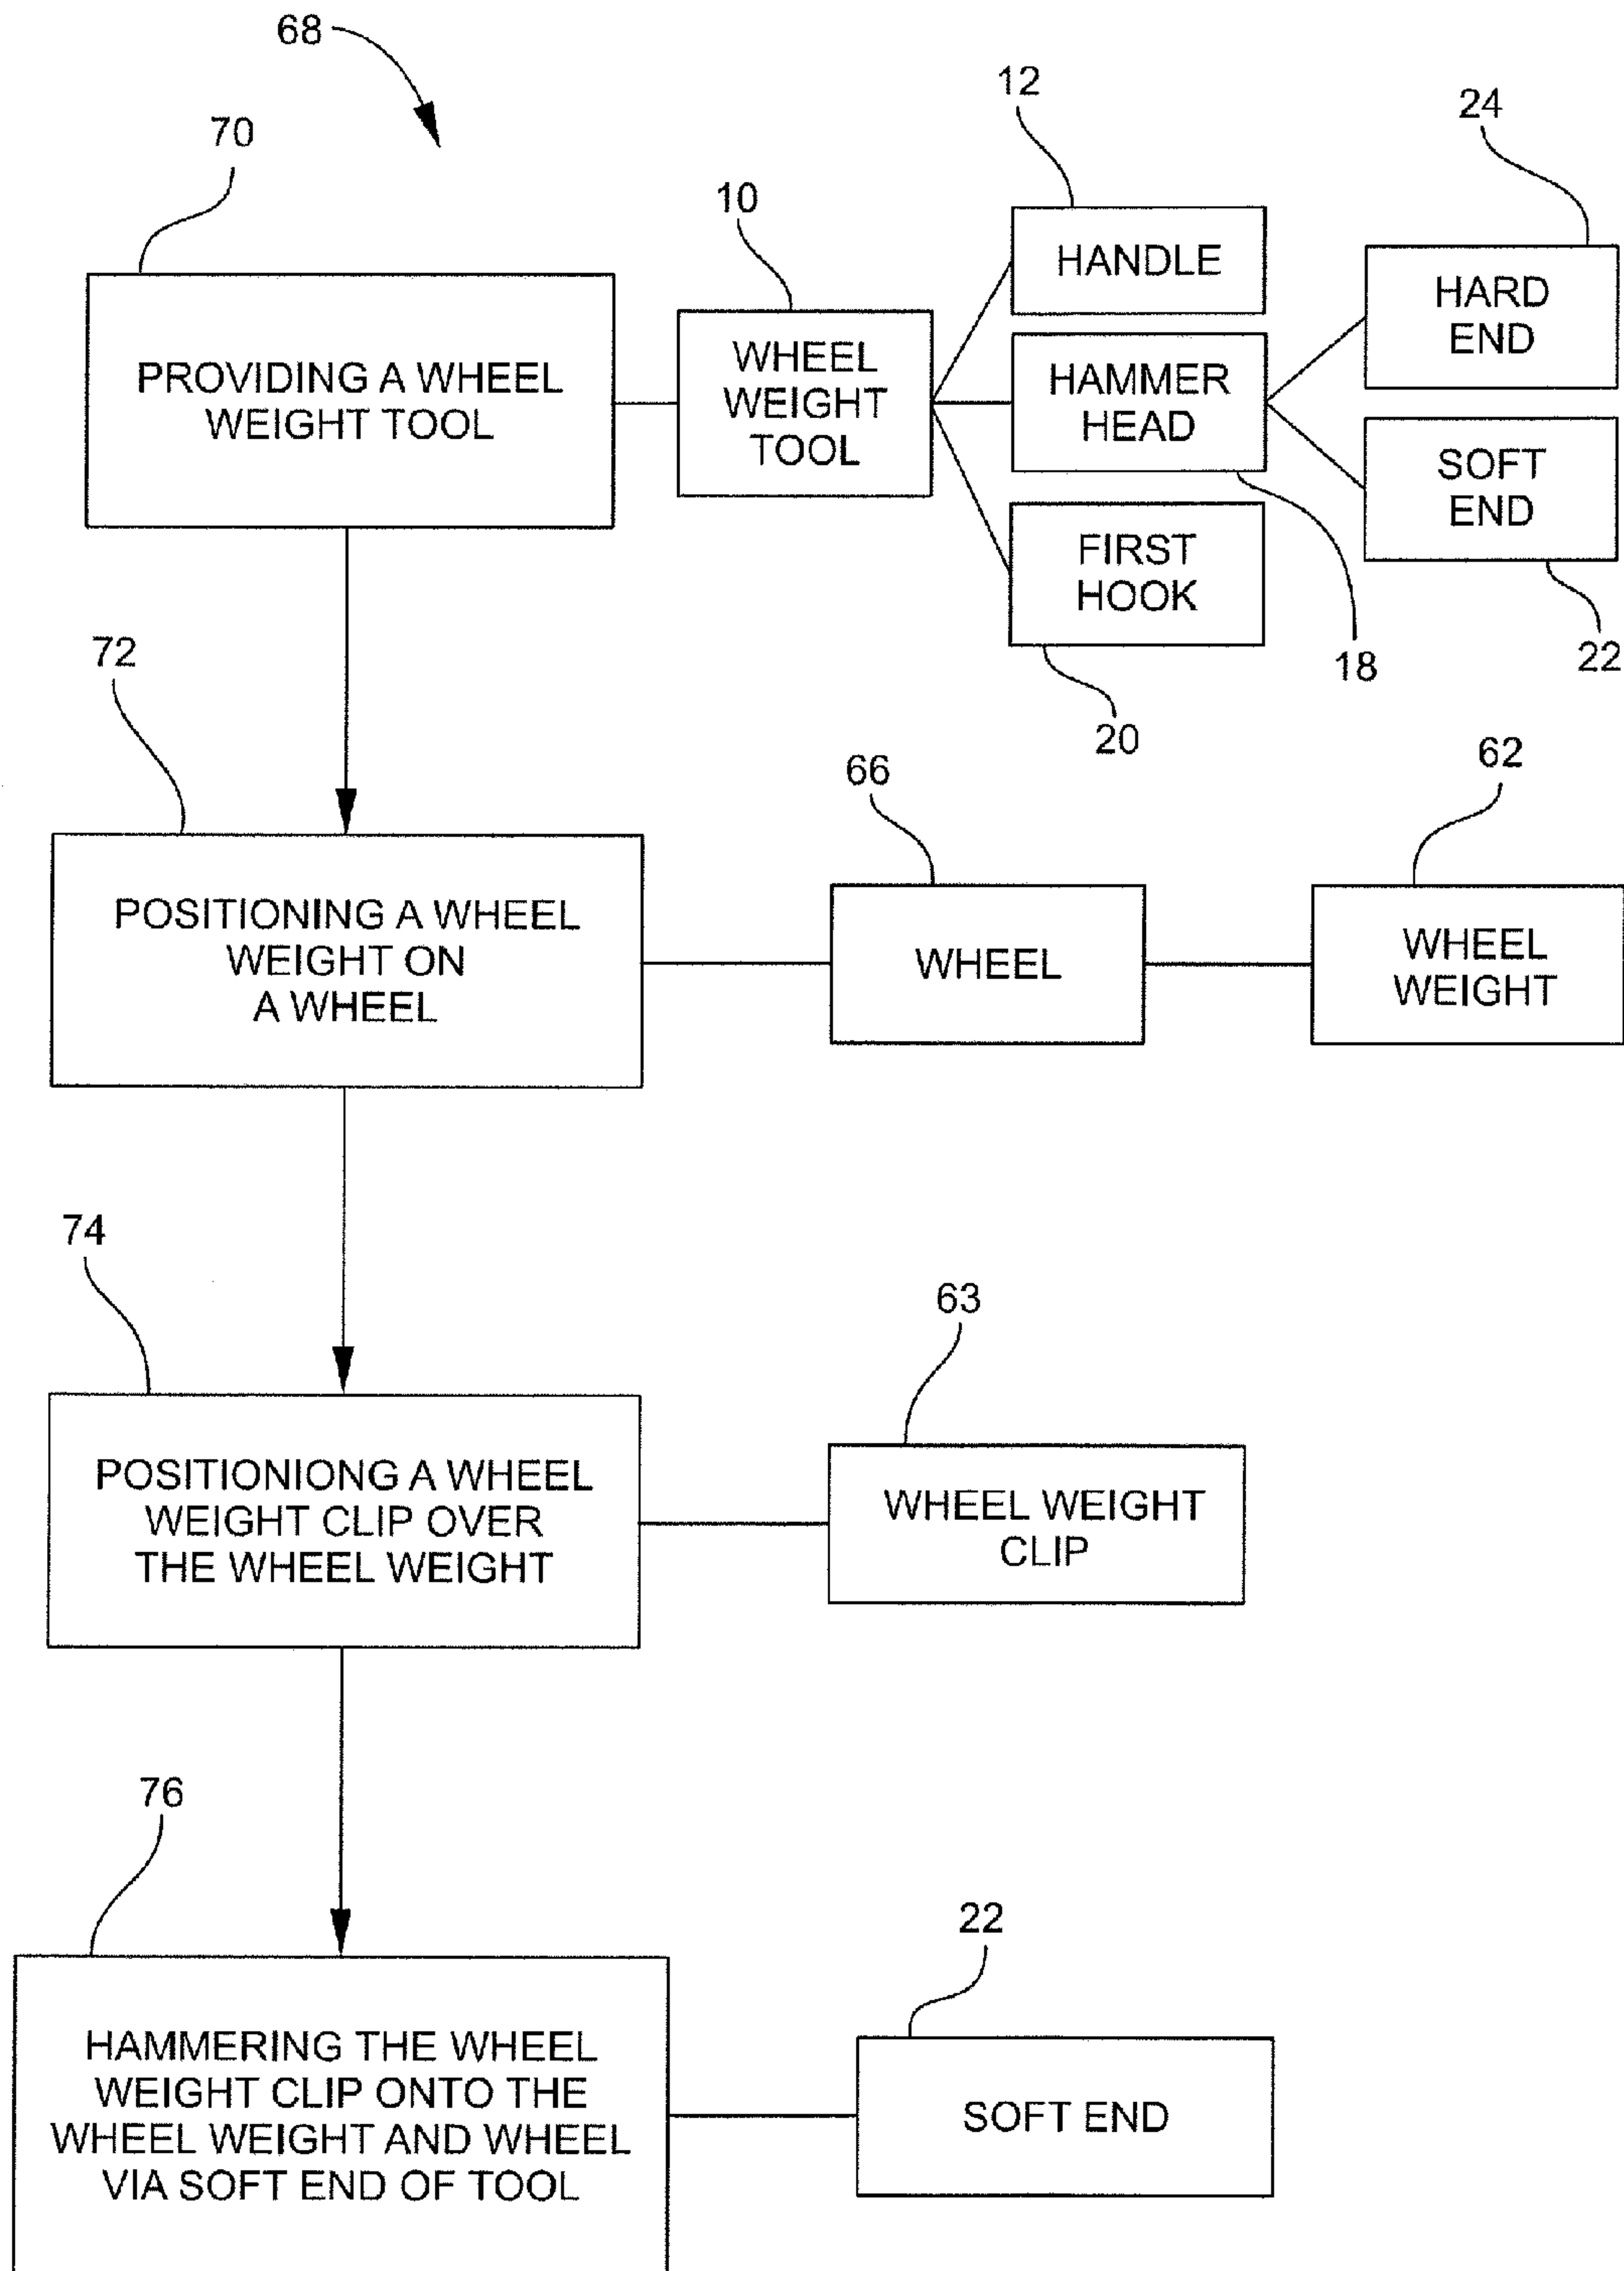 68
70
PROVIDING A WHEEL
WEIGHT TOOL
10
WHEEL
WEIGHT
TOOL
12
HANDLE
HAMMER
HEAD
18
FIRST
HOOK
20
24
HARD
END
SOFT
END
22
72
POSITIONING A WHEEL
WEIGHT ON
A WHEEL
66
WHEEL
62
WHEEL
WEIGHT
74
POSITIONIONG A WHEEL
WEIGHT CLIP OVER
THE WHEEL WEIGHT
63
WHEEL WEIGHT
CLIP
76
HAMMERING THE WHEEL
WEIGHT CLIP ONTO THE
WHEEL WEIGHT AND WHEEL
VIA SOFT END OF TOOL
22
SOFT END